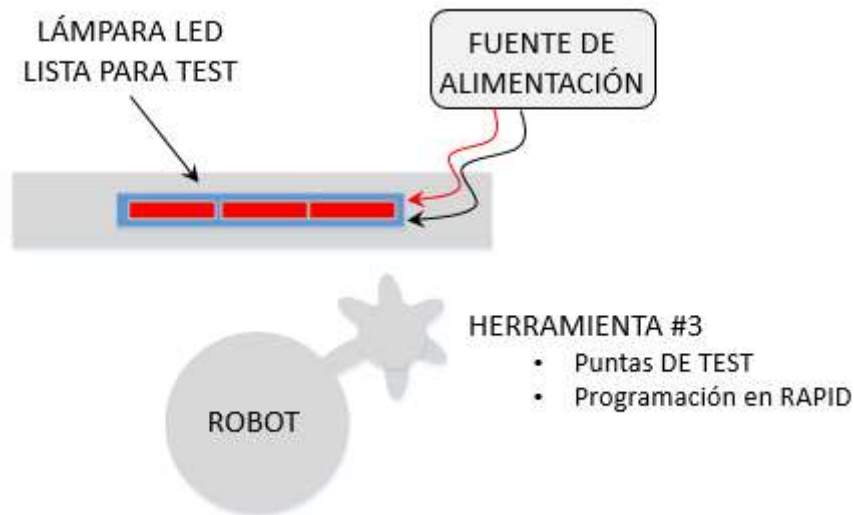 LÁMPARA LED
LISTA PARA TEST
FUENTE DE
ALIMENTACIÓN
HERRAMIENTA #3
• Puntas DE TEST
• Programación en RAPID
ROBOT